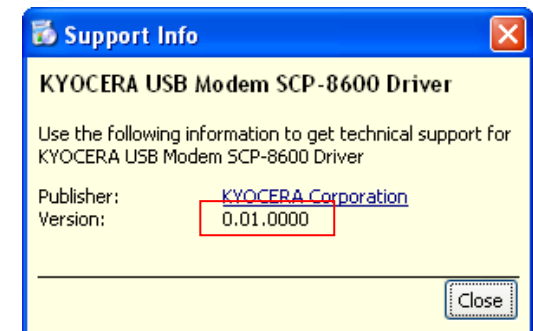 Support Info
KYOCERA USB Modem SCP-8600 Driver
Use the following information to get technical support for
KYOCERA USB Modem SCP-8600 Driver
Publisher: KYOCERA Corporation
Version: 0.01.0000
Close